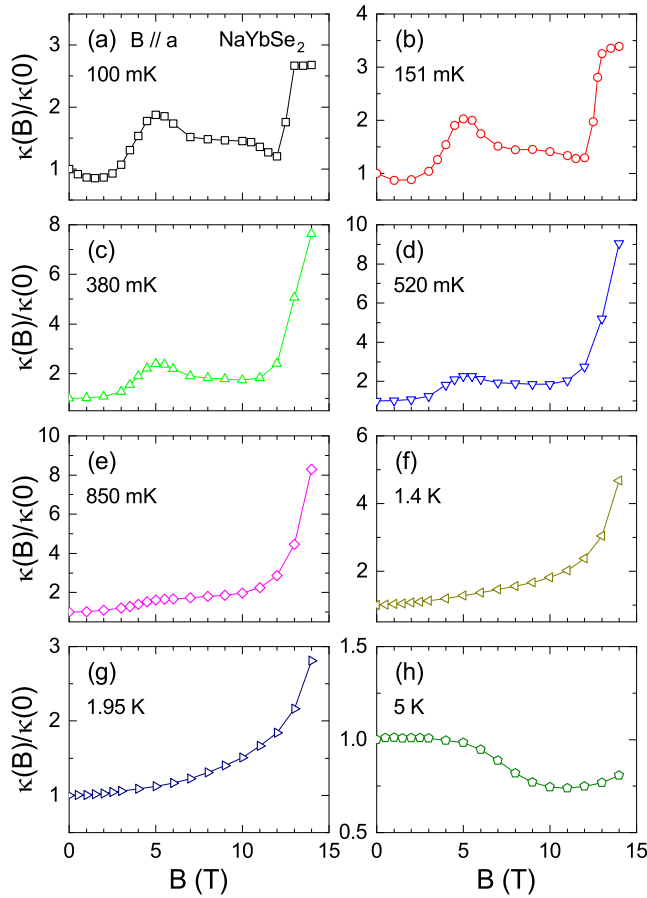 (a) B // a NaYbSe₂
100 mK
κ(B)/κ(0)
3
2
1
(b)
151 mK
4
3
2
1
(c)
380 mK
κ(B)/κ(0)
8
6
4
2
(d)
520 mK
10
8
6
4
2
(e)
850 mK
κ(B)/κ(0)
10
8
6
4
2
(f)
1.4 K
6
4
2
(g)
1.95 K
κ(B)/κ(0)
3
2
1
0 5 10 15
B (T)
(h)
5 K
1.5
1.0
0.5
0 5 10 15
B (T)